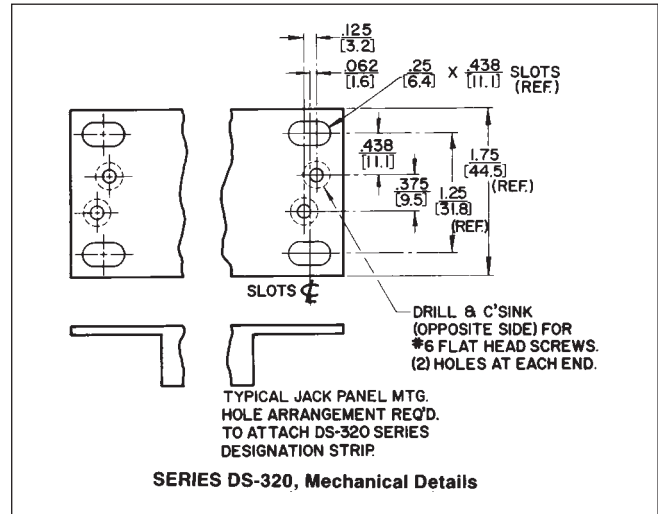 .125
[3.2]
.062
[1.6]
.25
[6.4]
X
.438
[11.1]
SLOTS
(REF.)
.438
[11.1]
.375
[9.5]
1.25
[31.8]
(REF.)
1.75
[44.5]
(REF.)
SLOTS ℄
DRILL & C'SINK
(OPPOSITE SIDE) FOR
#6 FLAT HEAD SCREWS.
(2) HOLES AT EACH END.
TYPICAL JACK PANEL MTG.
HOLE ARRANGEMENT REQ'D.
TO ATTACH DS-320 SERIES
DESIGNATION STRIP.
SERIES DS-320, Mechanical Details